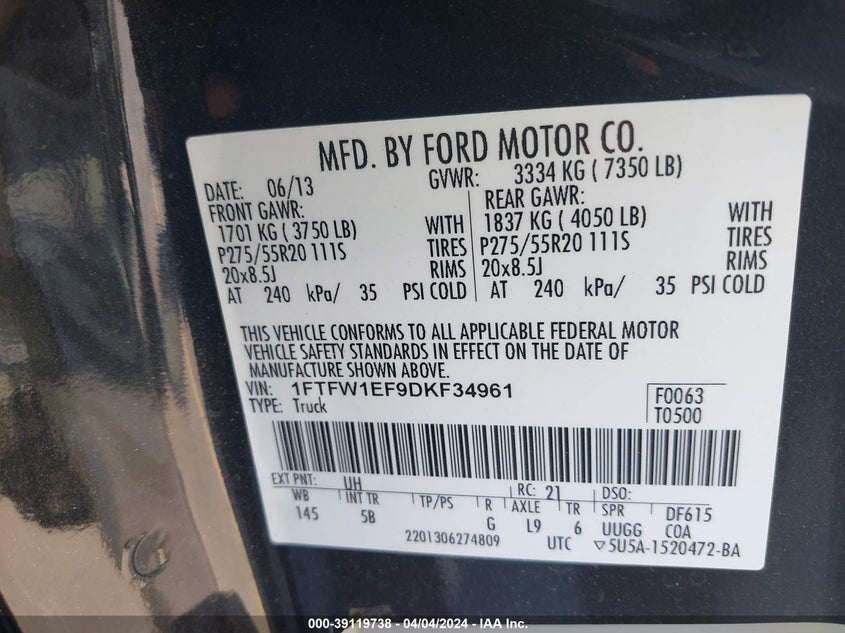 MFD. BY FORD MOTOR CO.
DATE: 06/13 GVWR: 3334 KG ( 7350 LB)
FRONT GAWR: REAR GAWR:
1701 KG ( 3750 LB) WITH 1837 KG ( 4050 LB) WITH
P275/55R20 111S TIRES P275/55R20 111S TIRES
20x8.5J RIMS 20x8.5J RIMS
AT 240 kPa/ 35 PSI COLD AT 240 kPa/ 35 PSI COLD
THIS VEHICLE CONFORMS TO ALL APPLICABLE FEDERAL MOTOR
VEHICLE SAFETY STANDARDS IN EFFECT ON THE DATE OF
MANUFACTURE SHOWN ABOVE.
VIN: 1FTFW1EF9DKF34961 F0063
TYPE: Truck T0500
EXT PNT: UH RC: 21 DSO:
WB INT TR TP/PS R AXLE TR SPR DF615
145 5B G L9 6 UUGG COA
2201306274809 UTC ▽5U5A-1520472-BA
000-39119738 - 04/04/2024 - IAA Inc.